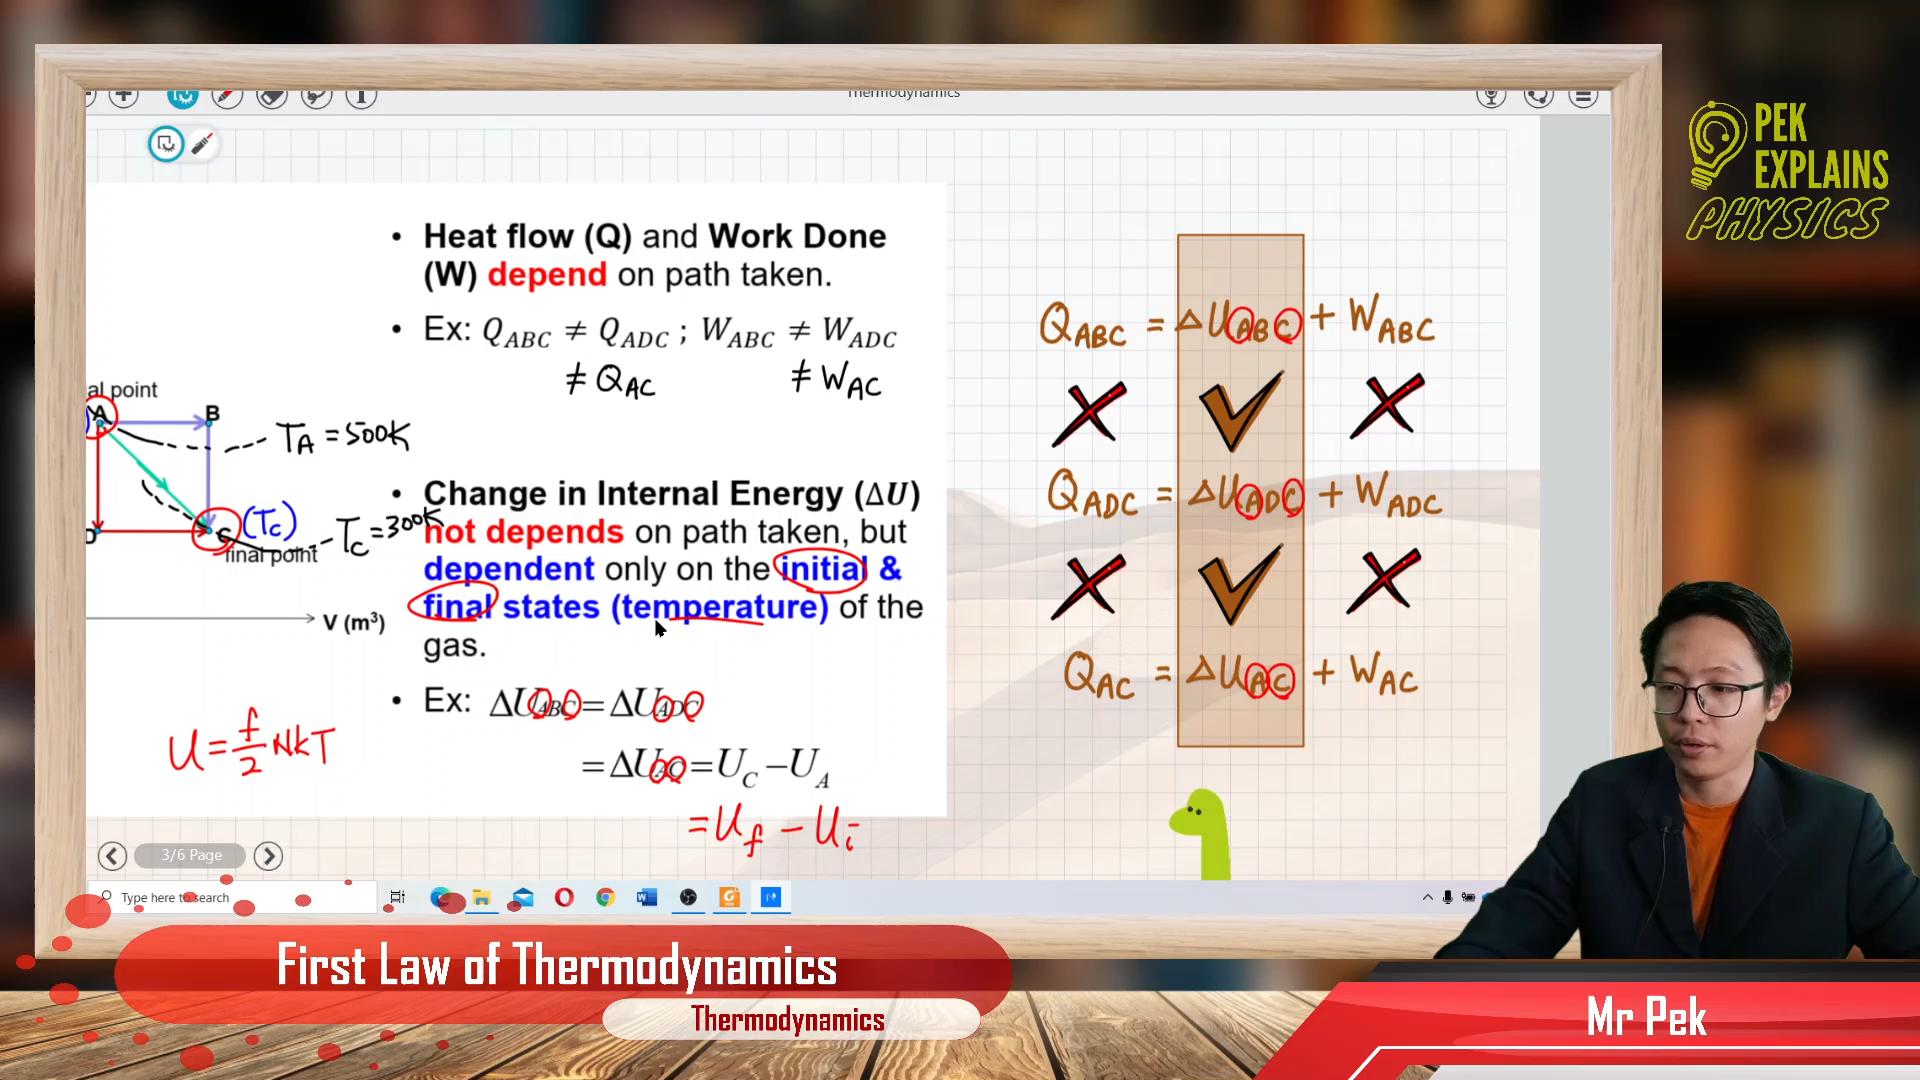 Thermodynamics
PEK
EXPLAINS
PHYSICS
• Heat flow (Q) and Work Done
(W) depend on path taken.
• Ex: Q_ABC ≠ Q_ADC ; W_ABC ≠ W_ADC
≠ Q_AC ≠ W_AC
al point
A B
T_A = 500K
(T_C)
T_C = 300K
D C
final point
V (m³)
• Change in Internal Energy (ΔU)
not depends on path taken, but
dependent only on the initial &
final states (temperature) of the
gas.
• Ex: ΔU_ABC = ΔU_ADC
= ΔU_AC = U_C − U_A
= U_f − U_i
U = f/2 NkT
Q_ABC = ΔU_ABC + W_ABC
Q_ADC = ΔU_ADC + W_ADC
Q_AC = ΔU_AC + W_AC
3/6 Page
Type here to search
First Law of Thermodynamics
Thermodynamics
Mr Pek